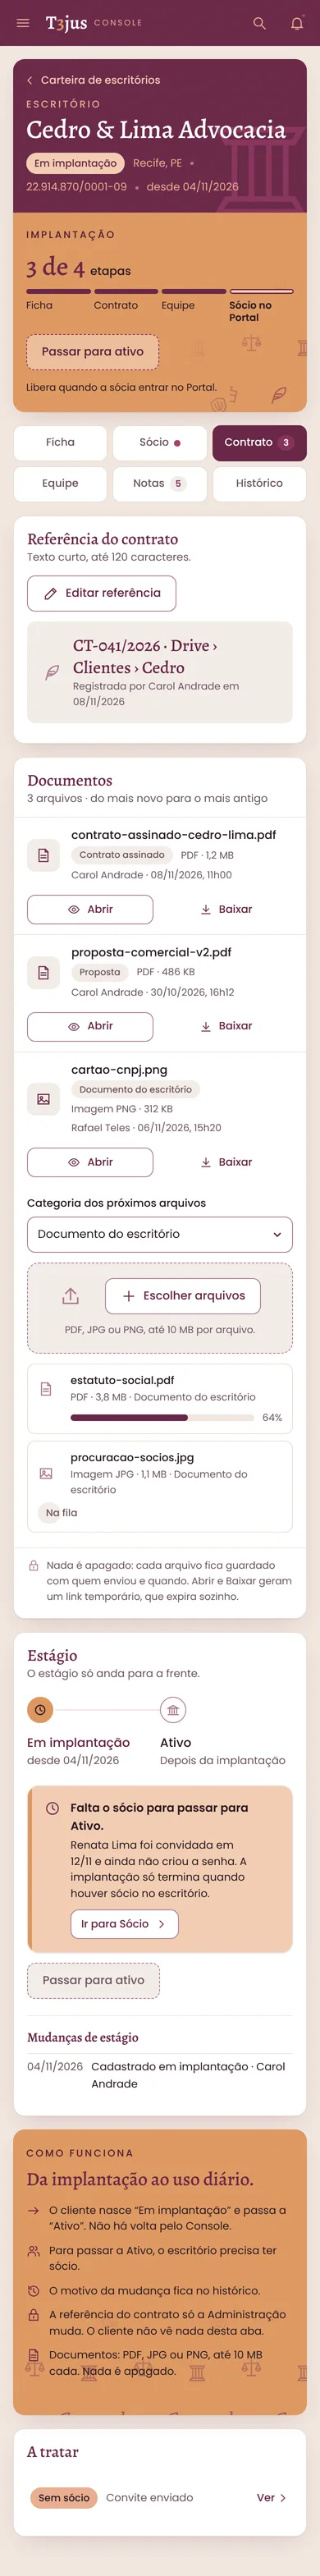 T3jus CONSOLE
Carteira de escritórios
ESCRITÓRIO
Cedro & Lima Advocacia
Em implantação Recife, PE •
22.914.870/0001-09 • desde 04/11/2026
IMPLANTAÇÃO
3 de 4 etapas
Ficha Contrato Equipe Sócio no
Portal
Passar para ativo
Libera quando a sócia entrar no Portal.
Ficha Sócio Contrato 3
Equipe Notas 5 Histórico
Referência do contrato
Texto curto, até 120 caracteres.
Editar referência
CT-041/2026 · Drive ›
Clientes › Cedro
Registrada por Carol Andrade em
08/11/2026
Documentos
3 arquivos · do mais novo para o mais antigo
contrato-assinado-cedro-lima.pdf
Contrato assinado PDF · 1,2 MB
Carol Andrade · 08/11/2026, 11h00
Abrir Baixar
proposta-comercial-v2.pdf
Proposta PDF · 486 KB
Carol Andrade · 30/10/2026, 16h12
Abrir Baixar
cartao-cnpj.png
Documento do escritório
Imagem PNG · 312 KB
Rafael Teles · 06/11/2026, 15h20
Abrir Baixar
Categoria dos próximos arquivos
Documento do escritório
Escolher arquivos
PDF, JPG ou PNG, até 10 MB por arquivo.
estatuto-social.pdf
PDF · 3,8 MB · Documento do escritório
64%
procuracao-socios.jpg
Imagem JPG · 1,1 MB · Documento do
escritório
Na fila
Nada é apagado: cada arquivo fica guardado
com quem enviou e quando. Abrir e Baixar geram
um link temporário, que expira sozinho.
Estágio
O estágio só anda para a frente.
Em implantação Ativo
desde 04/11/2026 Depois da implantação
Falta o sócio para passar para
Ativo.
Renata Lima foi convidada em
12/11 e ainda não criou a senha. A
implantação só termina quando
houver sócio no escritório.
Ir para Sócio
Passar para ativo
Mudanças de estágio
04/11/2026 Cadastrado em implantação · Carol
Andrade
COMO FUNCIONA
Da implantação ao uso diário.
O cliente nasce “Em implantação” e passa a
“Ativo”. Não há volta pelo Console.
Para passar a Ativo, o escritório precisa ter
sócio.
O motivo da mudança fica no histórico.
A referência do contrato só a Administração
muda. O cliente não vê nada desta aba.
Documentos: PDF, JPG ou PNG, até 10 MB
cada. Nada é apagado.
A tratar
Sem sócio Convite enviado Ver